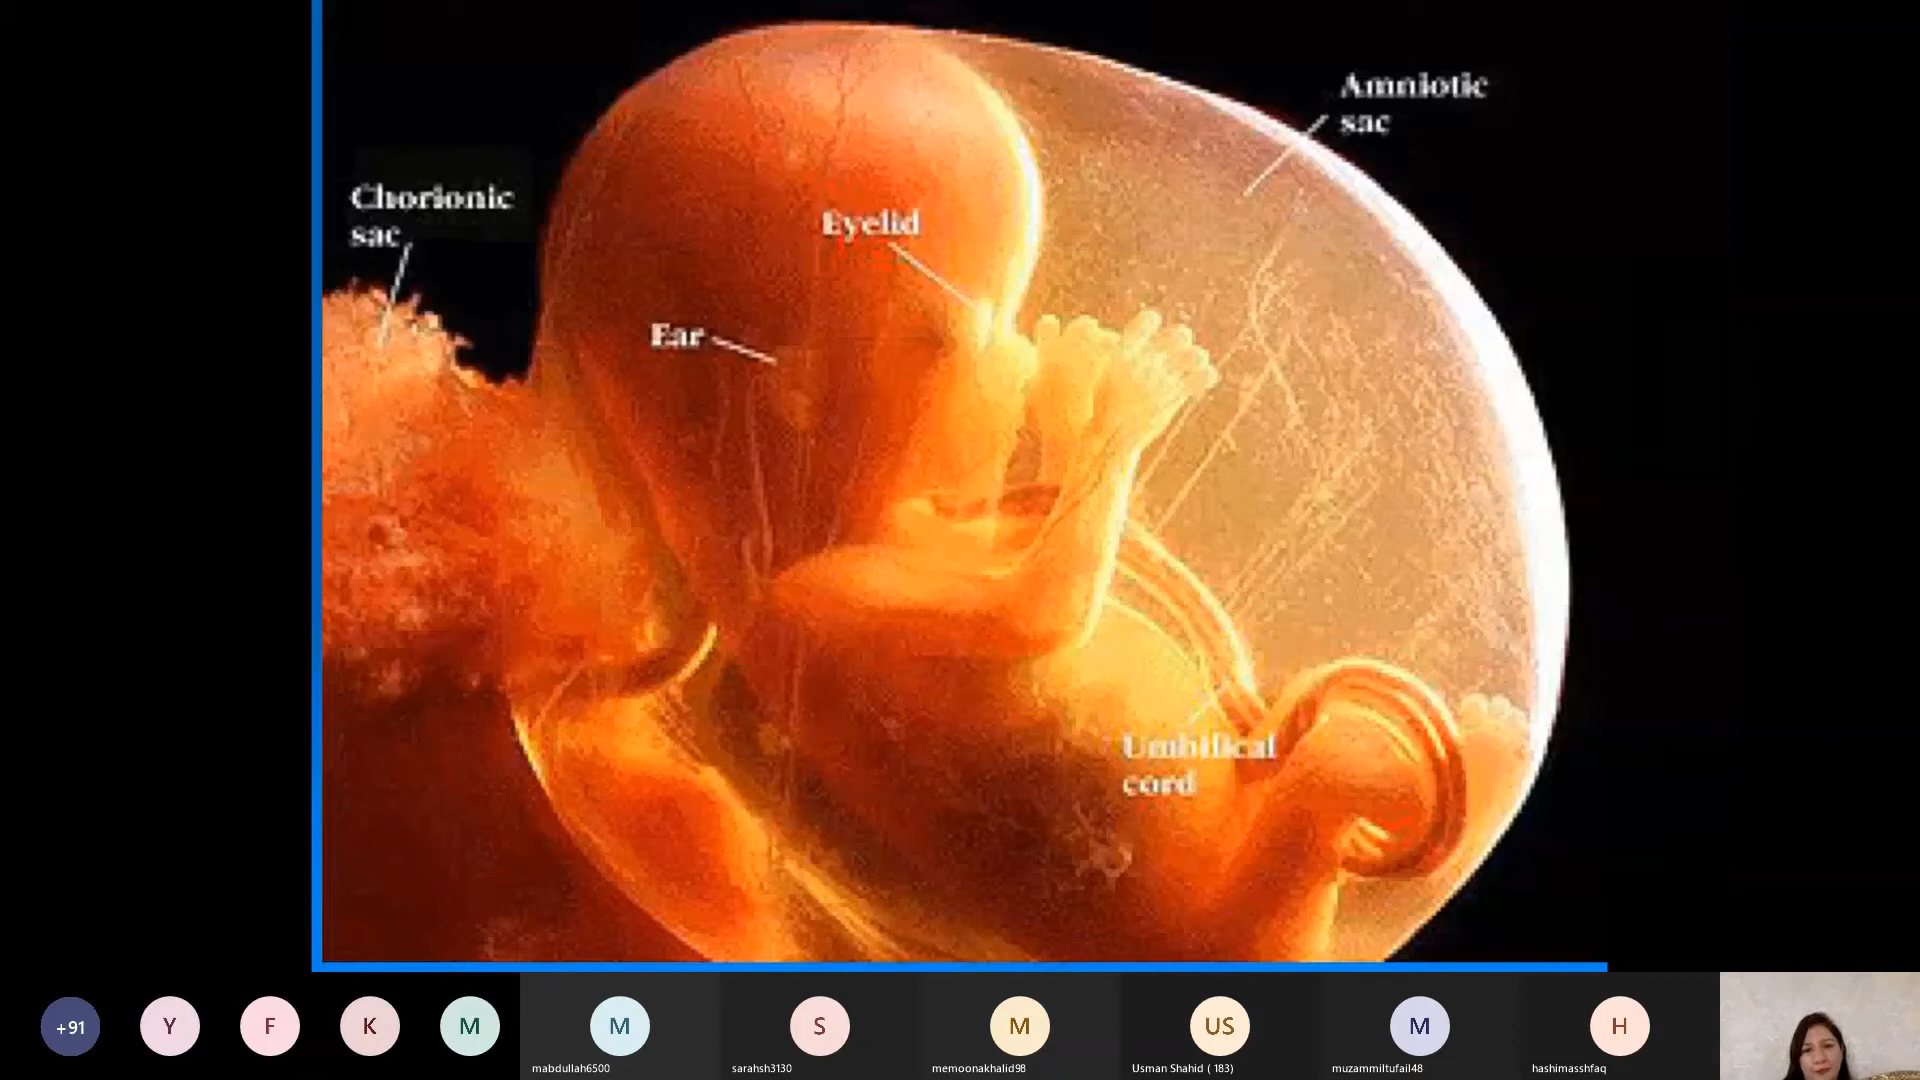 Amniotic
sac
Chorionic
sac
Eyelid
Ear
Umbilical
cord
+91
Y
F
K
M
M
S
M
US
M
H
mabdullah6500
sarahsh3130
memoonakhalid98
Usman Shahid ( 183)
muzammiltufail48
hashimasshfaq